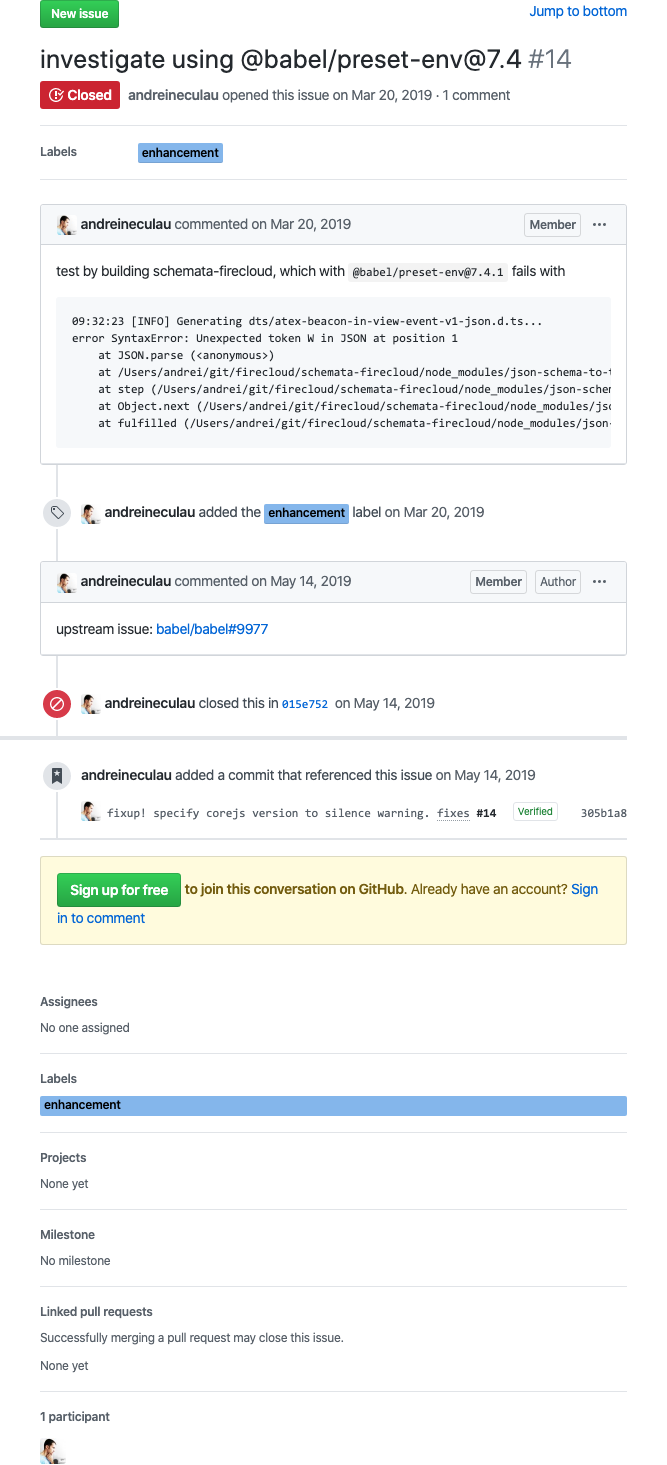 New issue
Jump to bottom
investigate using @babel/preset-env@7.4 #14
Closed andreineculau opened this issue on Mar 20, 2019 · 1 comment
Labels enhancement
andreineculau commented on Mar 20, 2019 Member ···
test by building schemata-firecloud, which with @babel/preset-env@7.4.1 fails with
09:32:23 [INFO] Generating dts/atex-beacon-in-view-event-v1-json.d.ts...
error SyntaxError: Unexpected token W in JSON at position 1
at JSON.parse (<anonymous>)
at /Users/andrei/git/firecloud/schemata-firecloud/node_modules/json-schema-to-t
at step (/Users/andrei/git/firecloud/schemata-firecloud/node_modules/json-schem
at Object.next (/Users/andrei/git/firecloud/schemata-firecloud/node_modules/jso
at fulfilled (/Users/andrei/git/firecloud/schemata-firecloud/node_modules/json-
andreineculau added the enhancement label on Mar 20, 2019
andreineculau commented on May 14, 2019 Member Author ···
upstream issue: babel/babel#9977
andreineculau closed this in 015e752 on May 14, 2019
andreineculau added a commit that referenced this issue on May 14, 2019
fixup! specify corejs version to silence warning. fixes #14 Verified 305b1a8
Sign up for free to join this conversation on GitHub. Already have an account? Sign
in to comment
Assignees
No one assigned
Labels
enhancement
Projects
None yet
Milestone
No milestone
Linked pull requests
Successfully merging a pull request may close this issue.
None yet
1 participant